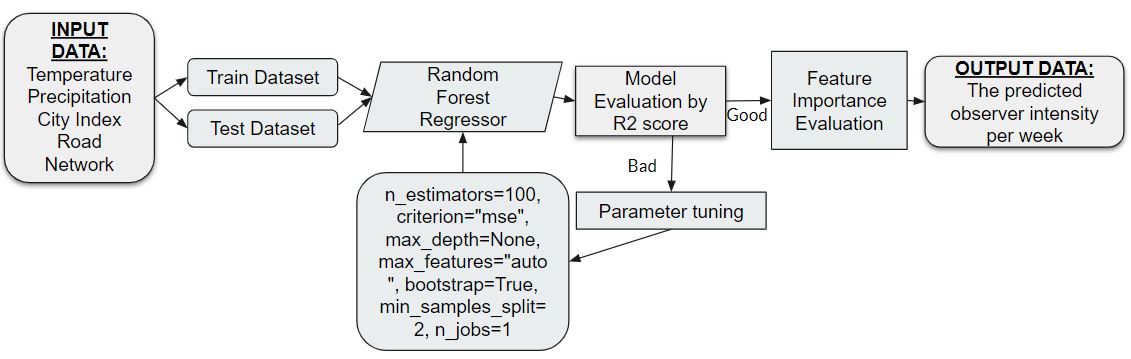 INPUT
DATA:
Temperature
Precipitation
City Index
Road
Network
Train Dataset
Test Dataset
Random
Forest
Regressor
Model
Evaluation by
R2 score
Good
Bad
Feature
Importance
Evaluation
OUTPUT DATA:
The predicted
observer intensity
per week
Parameter tuning
n_estimators=100,
criterion="mse",
max_depth=None,
max_features="auto
", bootstrap=True,
min_samples_split=
2, n_jobs=1